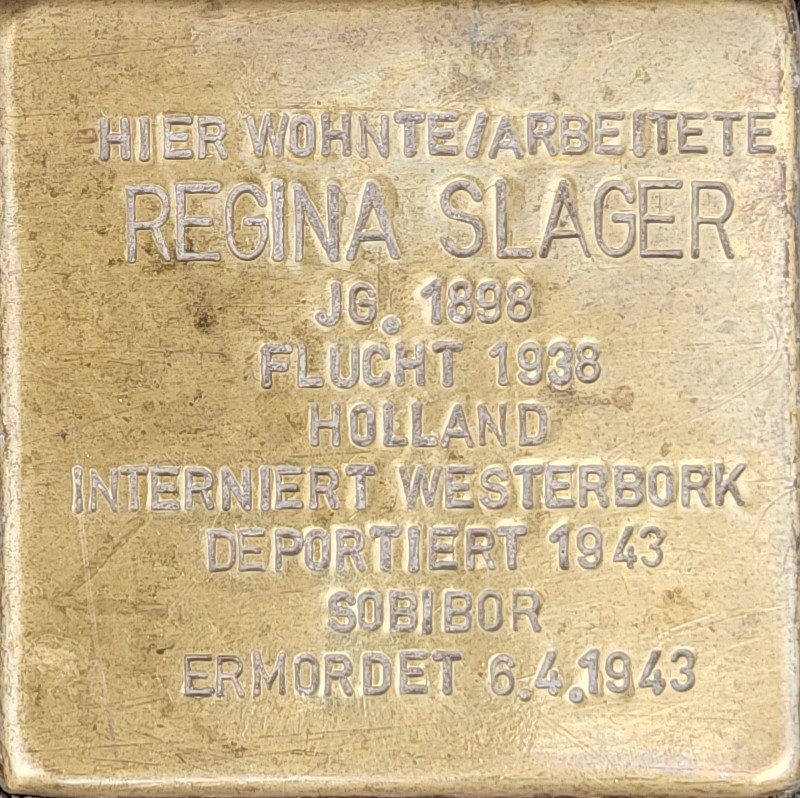 HIER WOHNTE/ARBEITETE
REGINA SLAGER
JG. 1898
FLUCHT 1938
HOLLAND
INTERNIERT WESTERBORK
DEPORTIERT 1943
SOBIBOR
ERMORDET 6.4.1943